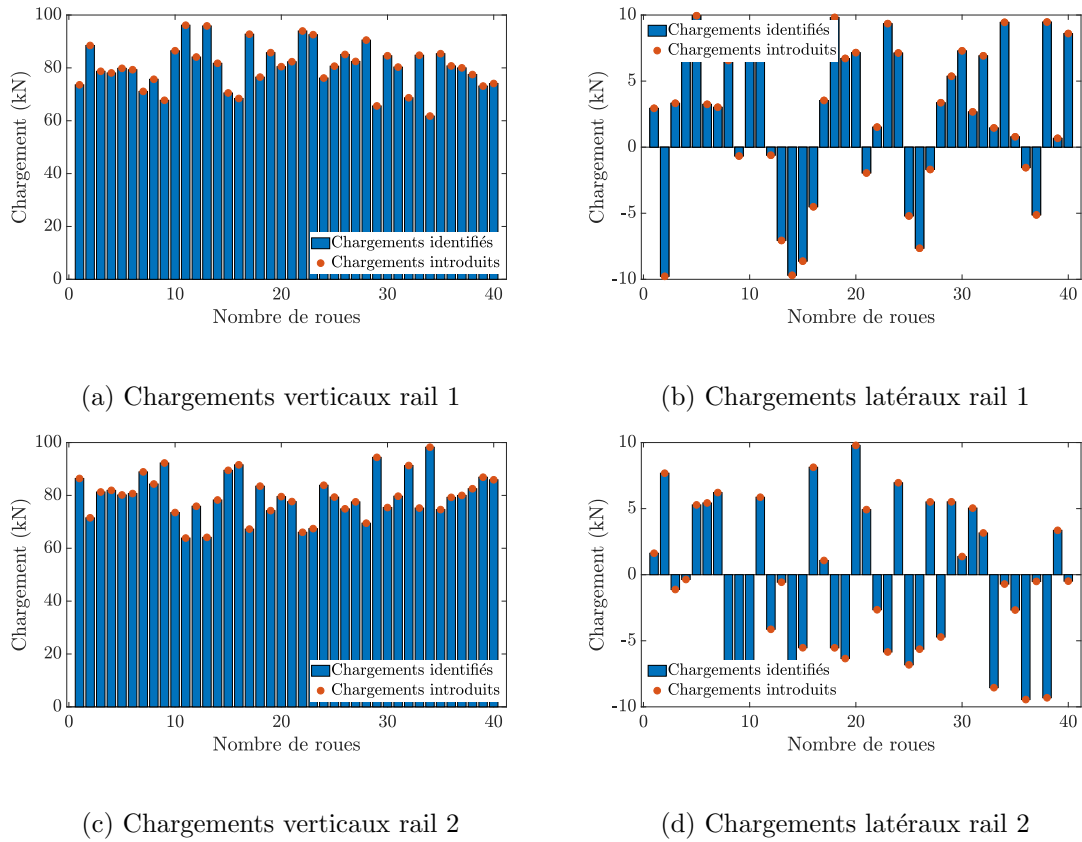 100
80
60
40
20
0
Chargement (kN)
Chargements identifiés
Chargements introduits
0 10 20 30 40
Nombre de roues
(a) Chargements verticaux rail 1
10
5
0
-5
-10
Chargement (kN)
Chargements identifiés
Chargements introduits
0 10 20 30 40
Nombre de roues
(b) Chargements latéraux rail 1
100
80
60
40
20
0
Chargement (kN)
Chargements identifiés
Chargements introduits
0 10 20 30 40
Nombre de roues
(c) Chargements verticaux rail 2
10
5
0
-5
-10
Chargement (kN)
Chargements identifiés
Chargements introduits
0 10 20 30 40
Nombre de roues
(d) Chargements latéraux rail 2